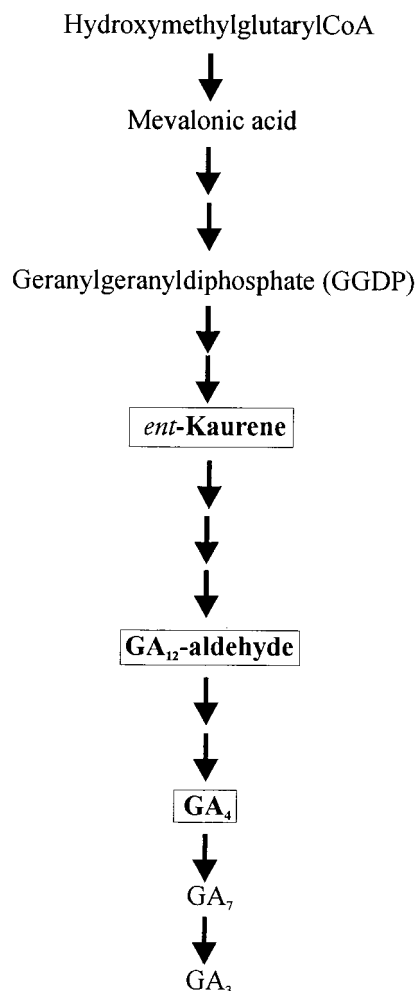 HydroxymethylglutarylCoA
Mevalonic acid
Geranylgeranyldiphosphate (GGDP)
ent-Kaurene
GA₁₂-aldehyde
GA₄
GA₇
GA₃